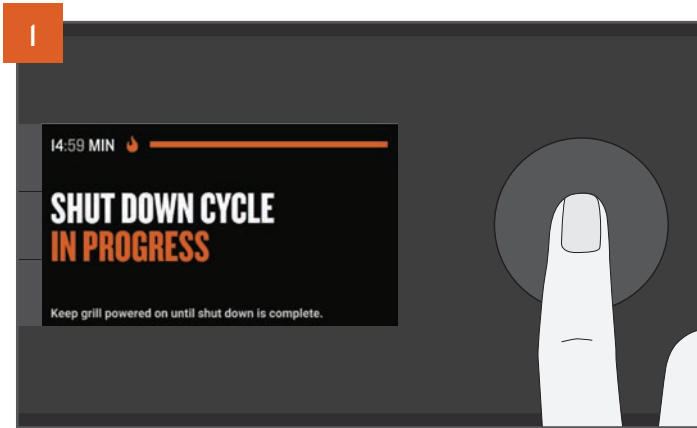 1
14:59 MIN
SHUT DOWN CYCLE
IN PROGRESS
Keep grill powered on until shut down is complete.